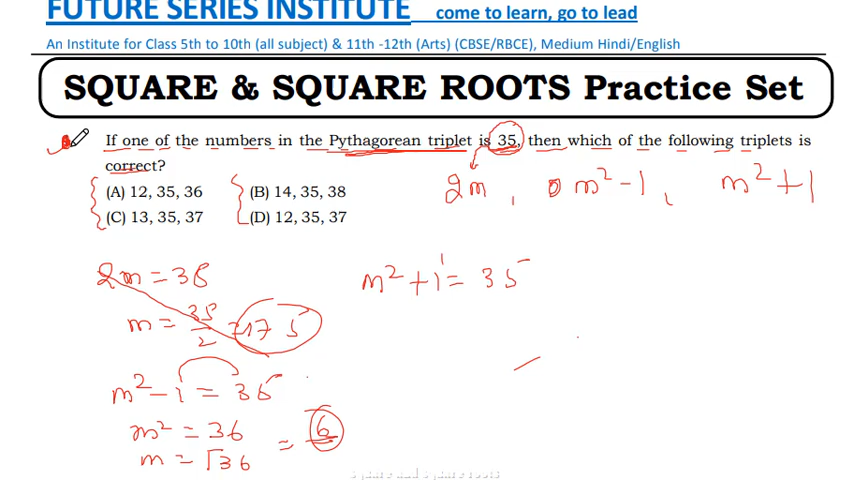 FUTURE SERIES INSTITUTE come to learn, go to lead
An Institute for Class 5th to 10th (all subject) & 11th -12th (Arts) (CBSE/RBCE), Medium Hindi/English
SQUARE & SQUARE ROOTS Practice Set
If one of the numbers in the Pythagorean triplet is 35, then which of the following triplets is
correct?
(A) 12, 35, 36 (B) 14, 35, 38
(C) 13, 35, 37 (D) 12, 35, 37
2m, m²-1, m²+1
2m = 35
m = 35/2 = 17 5
m² - 1 = 35
m² = 36
m = √36 = 6
m² + 1 = 35
square and square roots